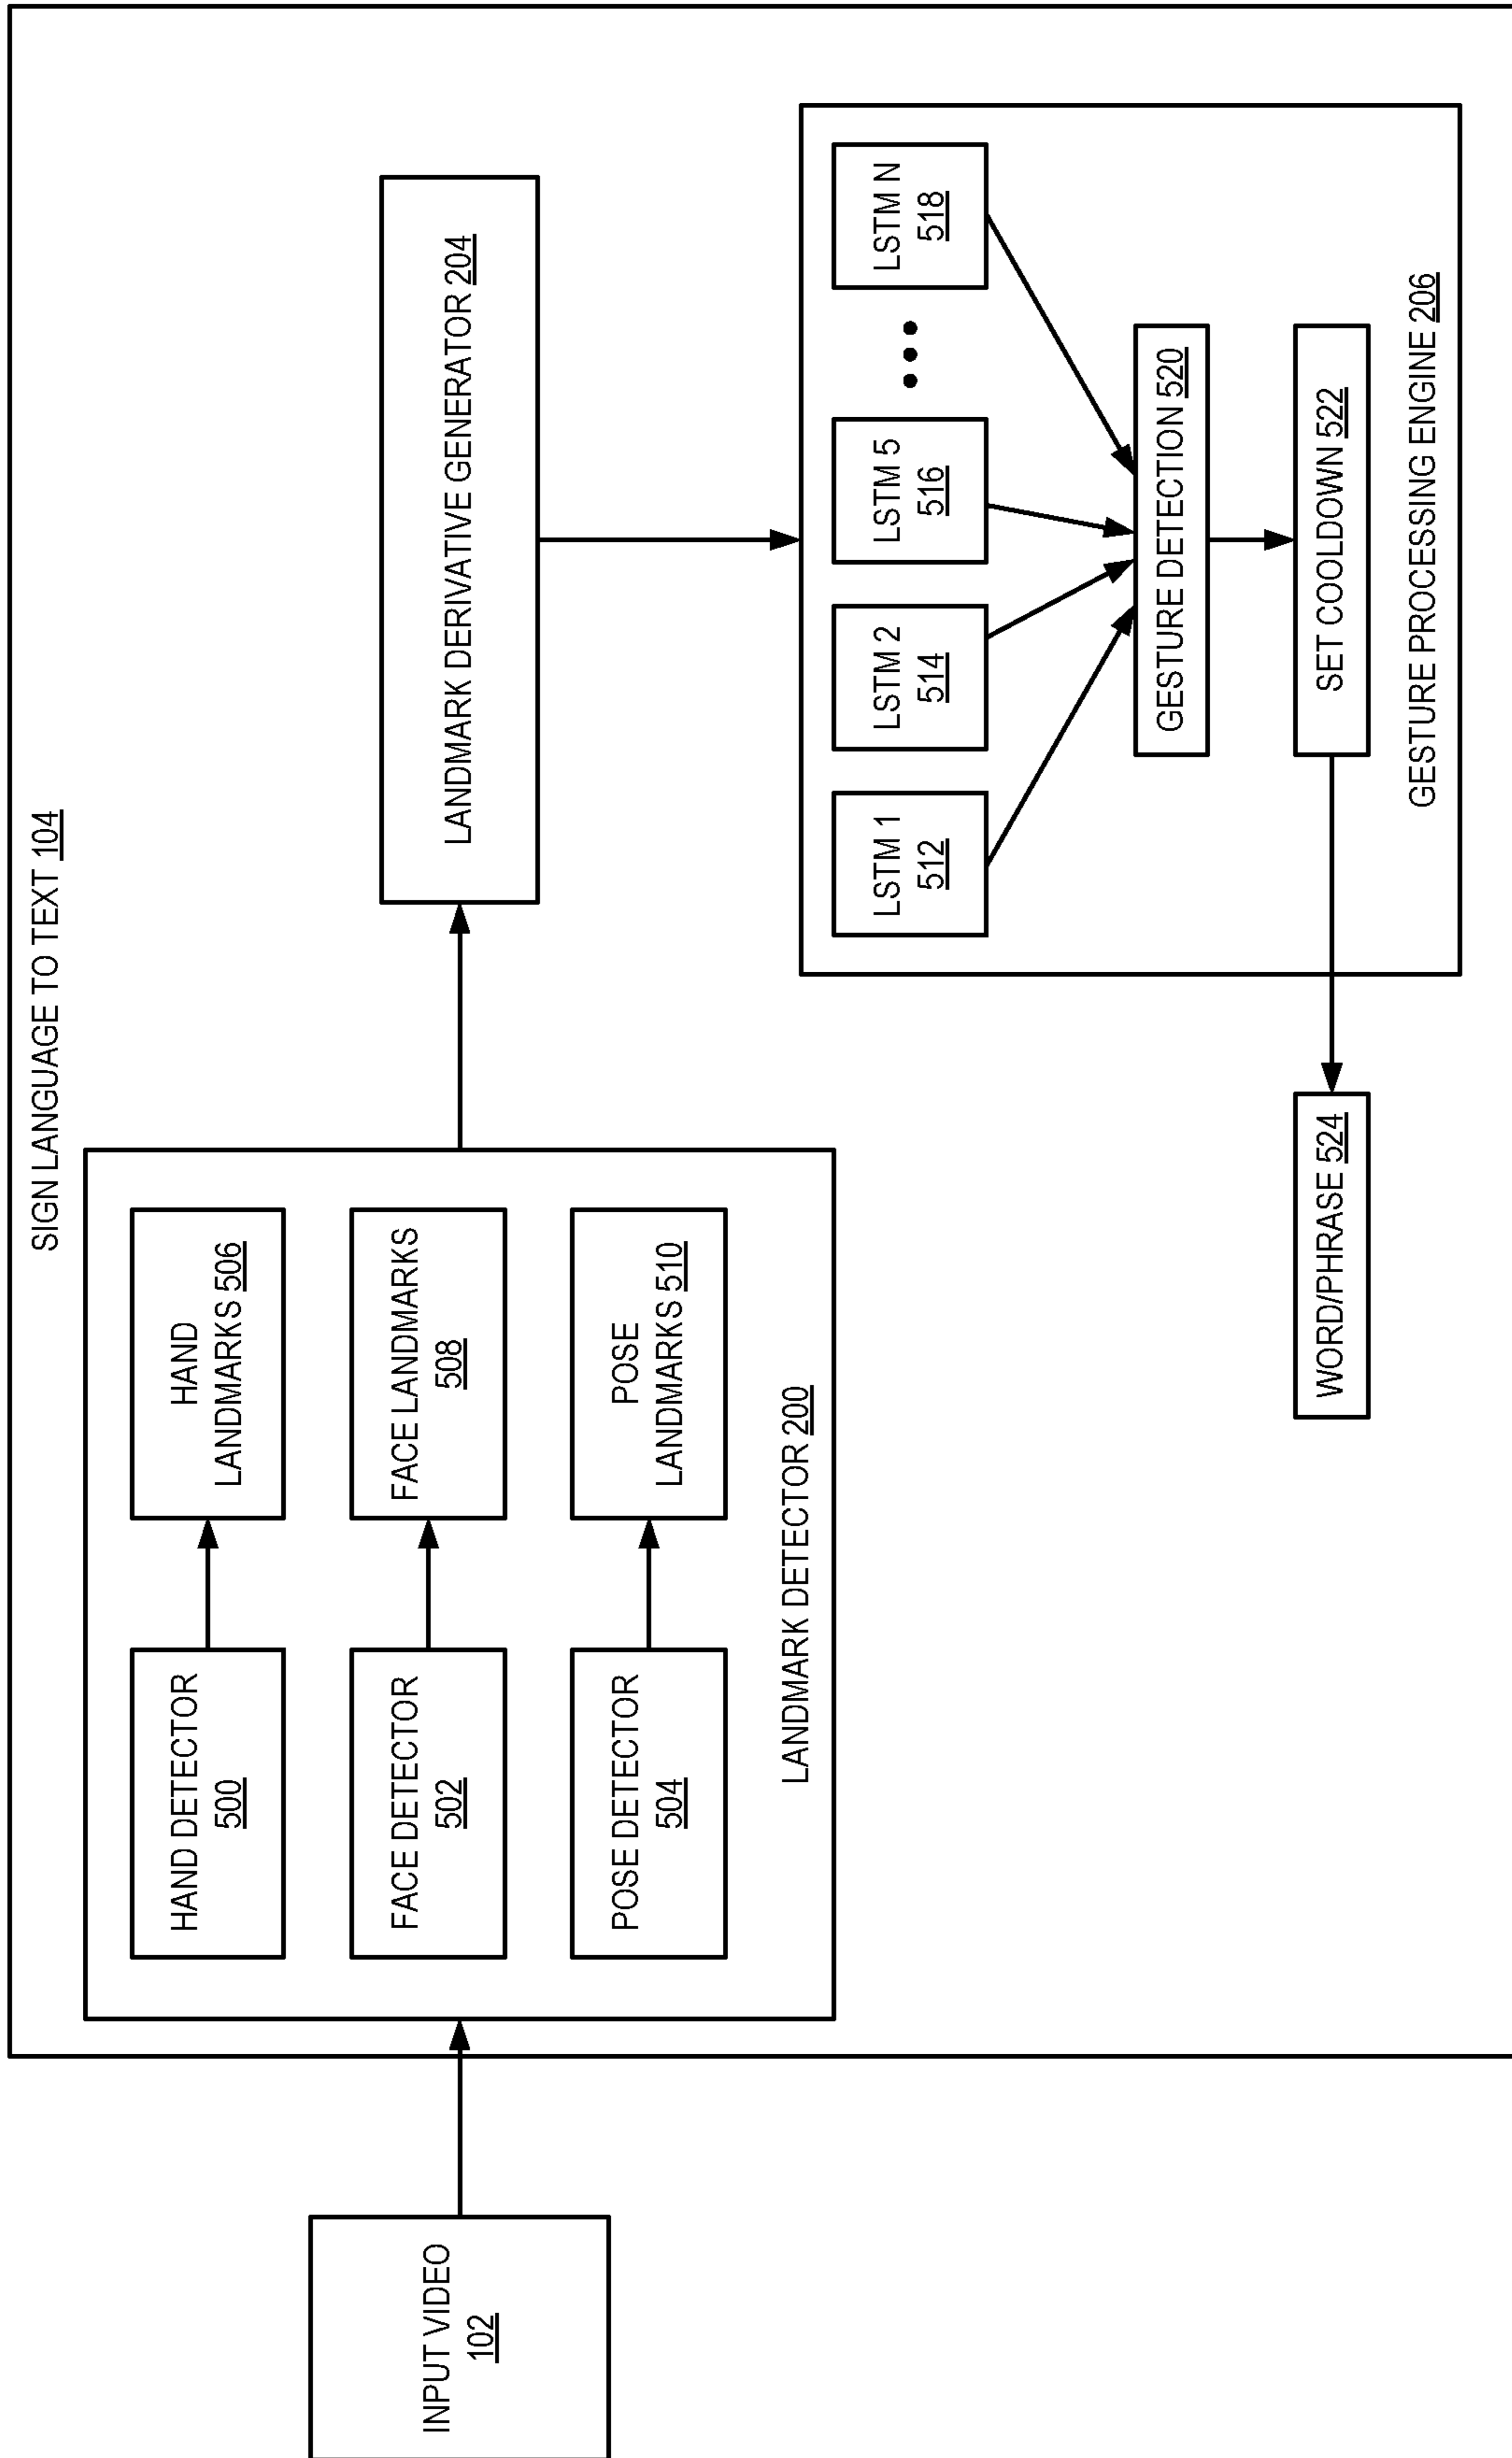 SIGN LANGUAGE TO TEXT 104
INPUT VIDEO
102
HAND DETECTOR
500
HAND
LANDMARKS 506
FACE DETECTOR
502
FACE LANDMARKS
508
POSE DETECTOR
504
POSE
LANDMARKS 510
LANDMARK DETECTOR 200
LANDMARK DERIVATIVE GENERATOR 204
LSTM 1
512
LSTM 2
514
LSTM 5
516
LSTM N
518
GESTURE DETECTION 520
SET COOLDOWN 522
GESTURE PROCESSING ENGINE 206
WORD/PHRASE 524